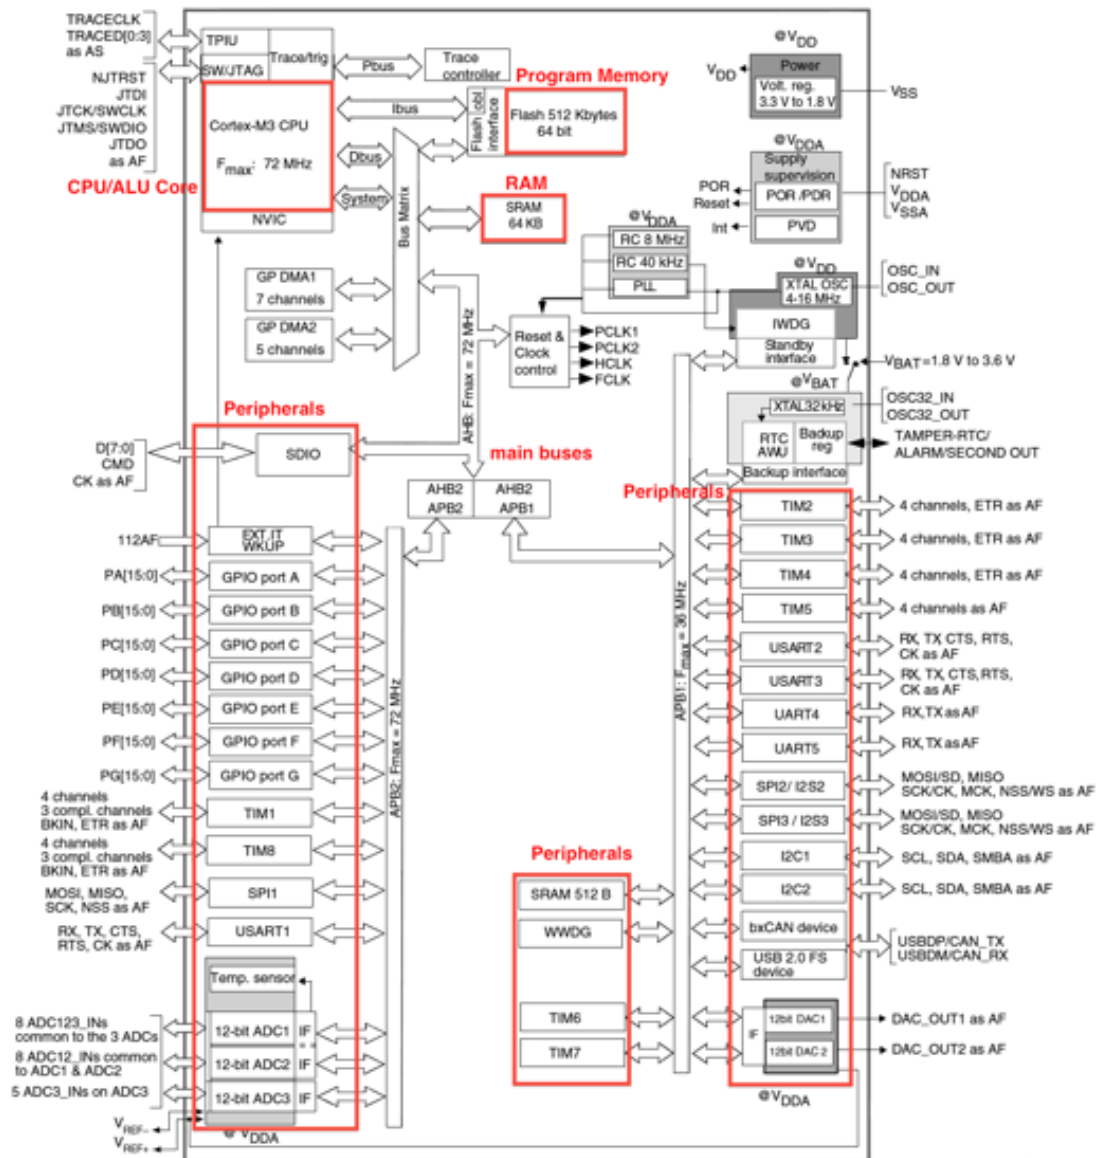 TRACECLK
TRACED[0:3]
as AS
NJTRST
JTDI
JTCK/SWCLK
JTMS/SWDIO
JTDO
as AF
TPIU
SW/JTAG
Trace/trig
Pbus
Trace
controller
Program Memory
Cortex-M3 CPU
Fmax: 72 MHz
CPU/ALU Core
NVIC
Ibus
Dbus
System
Flash obl
interface
Flash 512 Kbytes
64 bit
RAM
SRAM
64 KB
Bus Matrix
GP DMA1
7 channels
GP DMA2
5 channels
AHB: Fmax = 72 MHz
@VDD
Power
VDD
Volt. reg.
3.3 V to 1.8 V
VSS
@VDDA
Supply
supervision
POR
Reset
Int
POR /PDR
PVD
NRST
VDDA
VSSA
@VDDA
RC 8 MHz
RC 40 kHz
PLL
Reset &
Clock
control
PCLK1
PCLK2
HCLK
FCLK
@VDD
XTAL OSC
4-16 MHz
OSC_IN
OSC_OUT
IWDG
Standby
interface
VBAT=1.8 V to 3.6 V
@VBAT
XTAL32kHz
OSC32_IN
OSC32_OUT
RTC
AWU
Backup
reg
TAMPER-RTC/
ALARM/SECOND OUT
Backup interface
Peripherals
D[7:0]
CMD
CK as AF
SDIO
main buses
AHB2
APB2
AHB2
APB1
112AF
EXT.IT
WKUP
PA[15:0]
GPIO port A
PB[15:0]
GPIO port B
PC[15:0]
GPIO port C
PD[15:0]
GPIO port D
PE[15:0]
GPIO port E
PF[15:0]
GPIO port F
PG[15:0]
GPIO port G
4 channels
3 compl. channels
BKIN, ETR as AF
TIM1
4 channels
3 compl. channels
BKIN, ETR as AF
TIM8
MOSI, MISO,
SCK, NSS as AF
SPI1
RX, TX, CTS,
RTS, CK as AF
USART1
Temp. sensor
8 ADC123_INs
common to the 3 ADCs
12-bit ADC1 IF
8 ADC12_INs common
to ADC1 & ADC2
12-bit ADC2 IF
5 ADC3_INs on ADC3
12-bit ADC3 IF
VREF–
VREF+
@ VDDA
APB2: Fmax = 72 MHz
APB1: Fmax = 36 MHz
Peripherals
SRAM 512 B
WWDG
TIM6
TIM7
Peripherals
TIM2
4 channels, ETR as AF
TIM3
4 channels, ETR as AF
TIM4
4 channels, ETR as AF
TIM5
4 channels as AF
USART2
RX, TX, CTS, RTS,
CK as AF
USART3
RX, TX, CTS, RTS,
CK as AF
UART4
RX,TX as AF
UART5
RX, TX as AF
SPI2/ I2S2
MOSI/SD, MISO
SCK/CK, MCK, NSS/WS as AF
SPI3 / I2S3
MOSI/SD, MISO
SCK/CK, MCK, NSS/WS as AF
I2C1
SCL, SDA, SMBA as AF
I2C2
SCL, SDA, SMBA as AF
bxCAN device
USBDP/CAN_TX
USBDM/CAN_RX
USB 2.0 FS
device
IF
12bit DAC1
DAC_OUT1 as AF
12bit DAC 2
DAC_OUT2 as AF
@VDDA